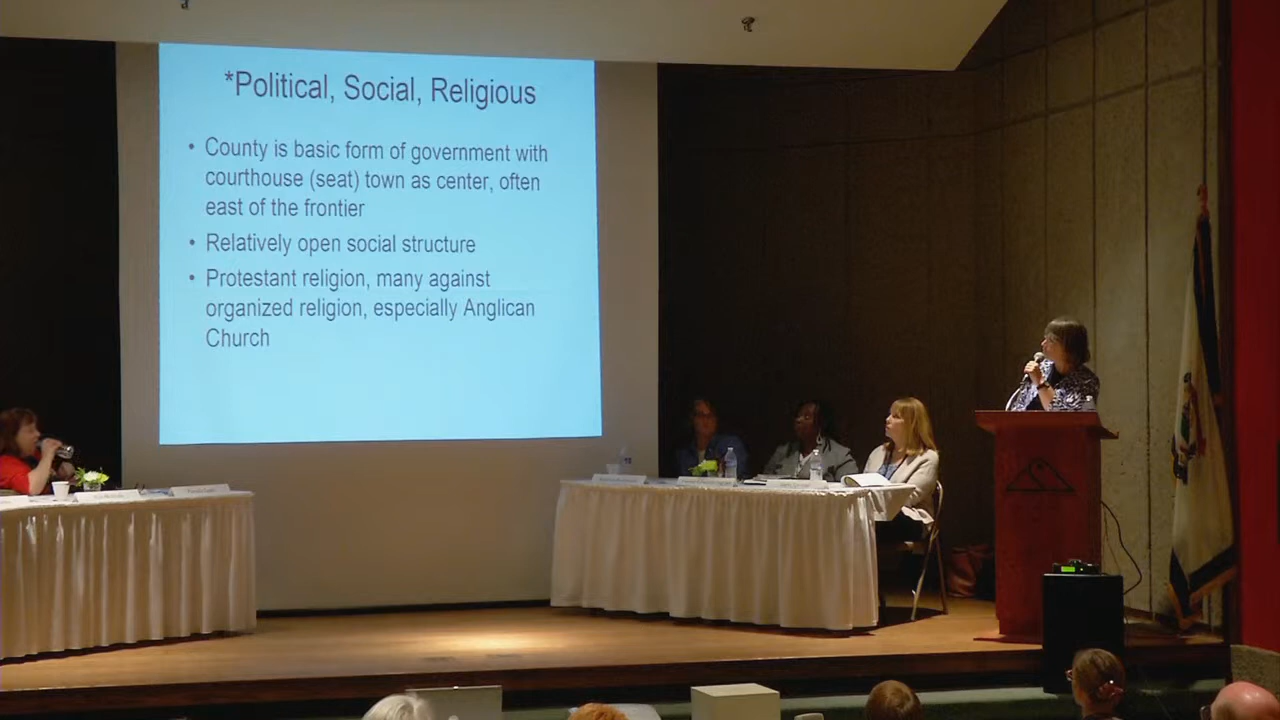 *Political, Social, Religious
• County is basic form of government with
courthouse (seat) town as center, often
east of the frontier
• Relatively open social structure
• Protestant religion, many against
organized religion, especially Anglican
Church